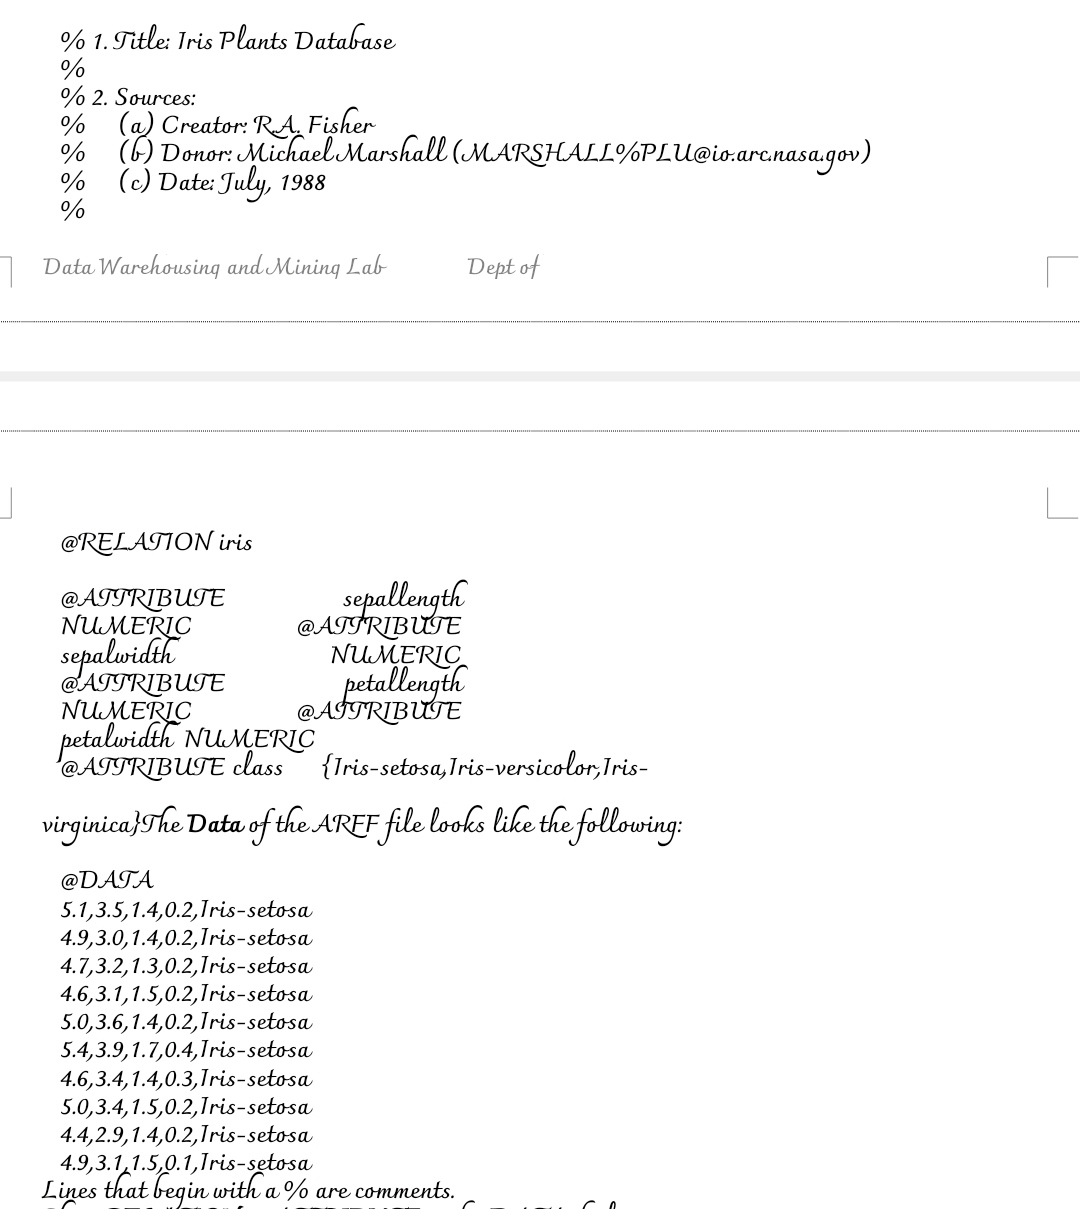 % 1. Title: Iris Plants Database
%
% 2. Sources:
% (a) Creator: R.A. Fisher
% (b) Donor: Michael Marshall (MARSHALL%PLU@io.arc.nasa.gov)
% (c) Date: July, 1988
%
Data Warehousing and Mining Lab Dept of
@RELATION iris
@ATTRIBUTE sepallength
NUMERIC @ATTRIBUTE
sepalwidth NUMERIC
@ATTRIBUTE petallength
NUMERIC @ATTRIBUTE
petalwidth NUMERIC
@ATTRIBUTE class {Iris-setosa,Iris-versicolor,Iris-
virginica}The Data of the ARFF file looks like the following:
@DATA
5.1,3.5,1.4,0.2,Iris-setosa
4.9,3.0,1.4,0.2,Iris-setosa
4.7,3.2,1.3,0.2,Iris-setosa
4.6,3.1,1.5,0.2,Iris-setosa
5.0,3.6,1.4,0.2,Iris-setosa
5.4,3.9,1.7,0.4,Iris-setosa
4.6,3.4,1.4,0.3,Iris-setosa
5.0,3.4,1.5,0.2,Iris-setosa
4.4,2.9,1.4,0.2,Iris-setosa
4.9,3.1,1.5,0.1,Iris-setosa
Lines that begin with a % are comments.